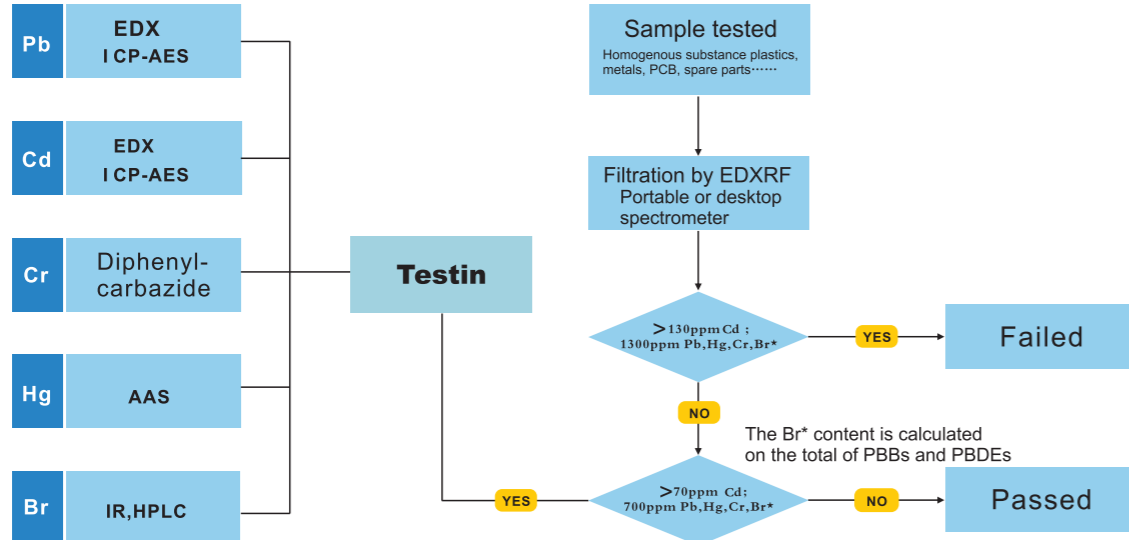 Pb
EDX
I CP-AES
Cd
EDX
I CP-AES
Cr
Diphenyl-
carbazide
Hg
AAS
Br
IR,HPLC
Testin
Sample tested
Homogenous substance plastics,
metals, PCB, spare parts······
Filtration by EDXRF
Portable or desktop
spectrometer
>130ppm Cd ;
1300ppm Pb,Hg,Cr,Br*
YES
Failed
NO
The Br* content is calculated
on the total of PBBs and PBDEs
>70ppm Cd;
700ppm Pb,Hg,Cr,Br*
YES
NO
Passed